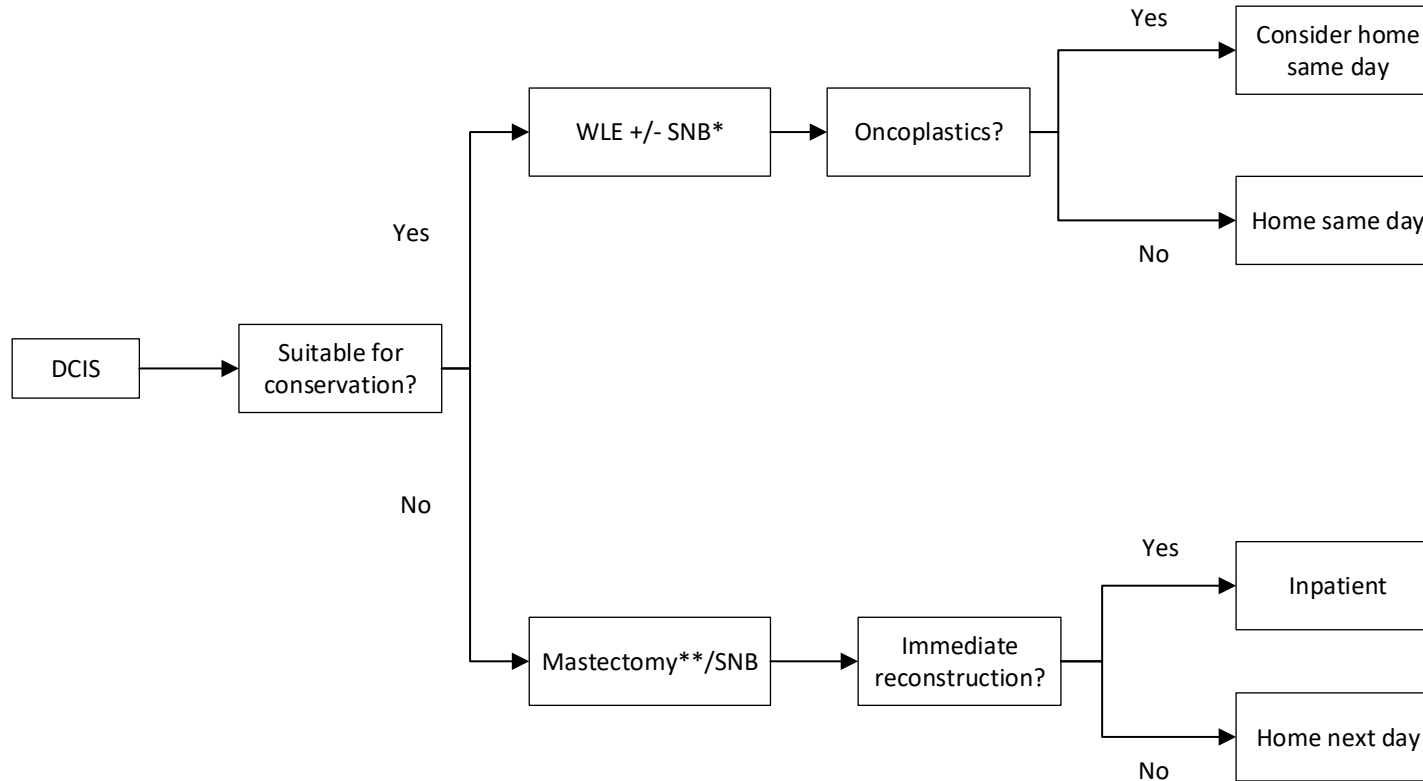 Yes
Consider home
same day
WLE +/- SNB*
Oncoplastics?
Home same day
Yes
No
DCIS
Suitable for
conservation?
No
Yes
Inpatient
Mastectomy**/SNB
Immediate
reconstruction?
Home next day
No